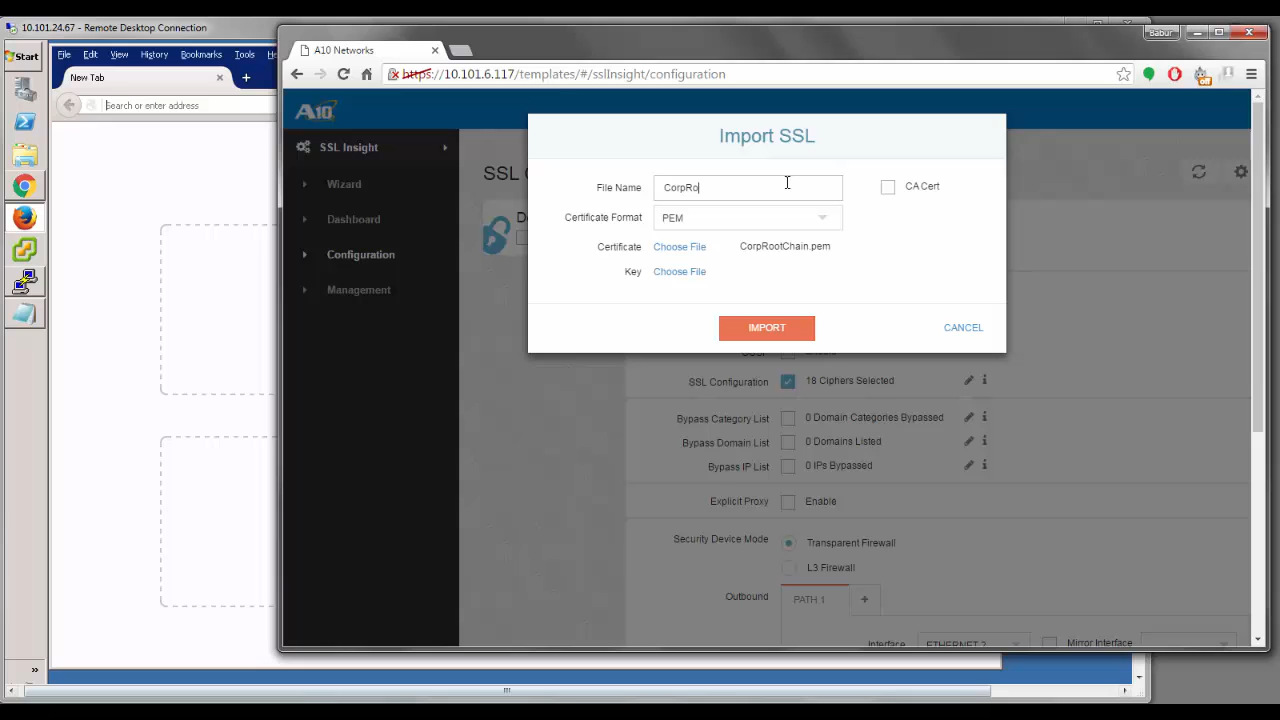 10.101.24.67 - Remote Desktop Connection
Babur
Start
File Edit View History Bookmarks Tools He
New Tab
Search or enter address
A10 Networks
https://10.101.6.117/templates/#/sslInsight/configuration
off
A10
SSL Insight
Wizard
Dashboard
Configuration
Management
SSL
Import SSL
File Name CorpRo
CA Cert
Certificate Format PEM
Certificate Choose File CorpRootChain.pem
Key Choose File
IMPORT
CANCEL
SSL Configuration 18 Ciphers Selected
Bypass Category List 0 Domain Categories Bypassed
Bypass Domain List 0 Domains Listed
Bypass IP List 0 IPs Bypassed
Explicit Proxy Enable
Security Device Mode Transparent Firewall
L3 Firewall
Outbound PATH 1 +
Interface ETHERNET 2 Mirror Interface